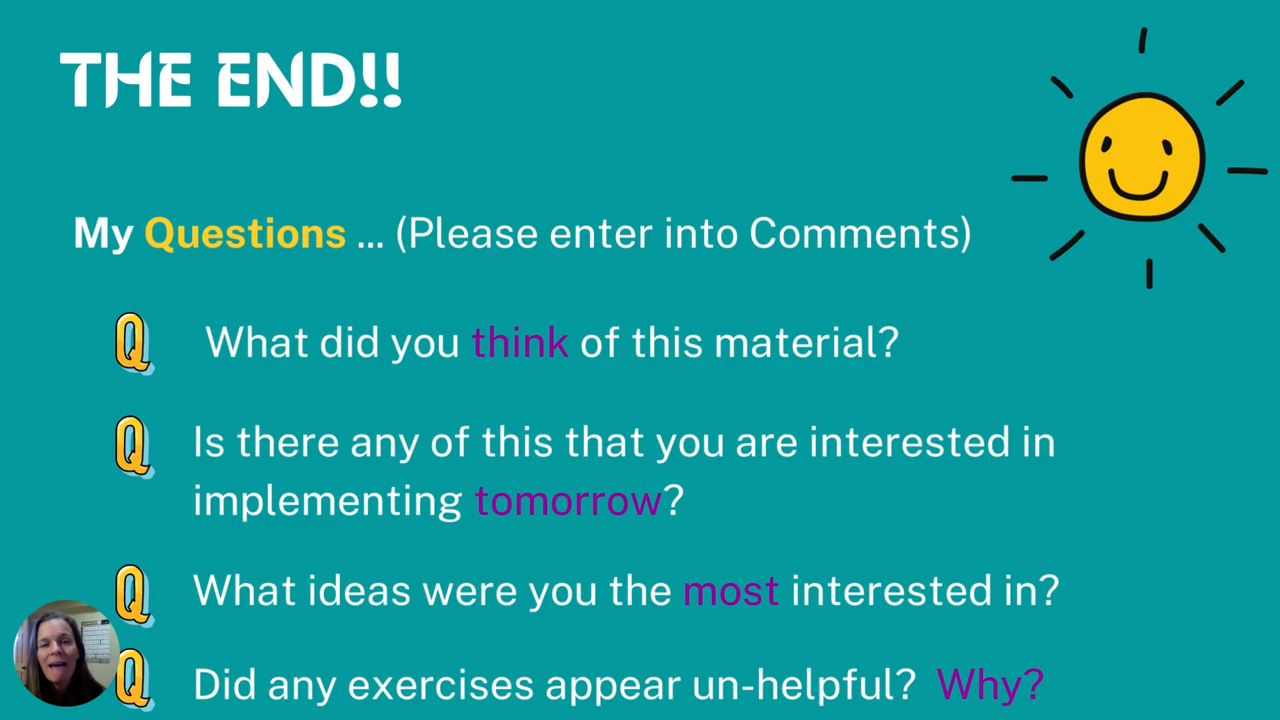 THE END!!
My Questions ... (Please enter into Comments)
Q What did you think of this material?
Q Is there any of this that you are interested in
implementing tomorrow?
Q What ideas were you the most interested in?
Q Did any exercises appear un-helpful? Why?